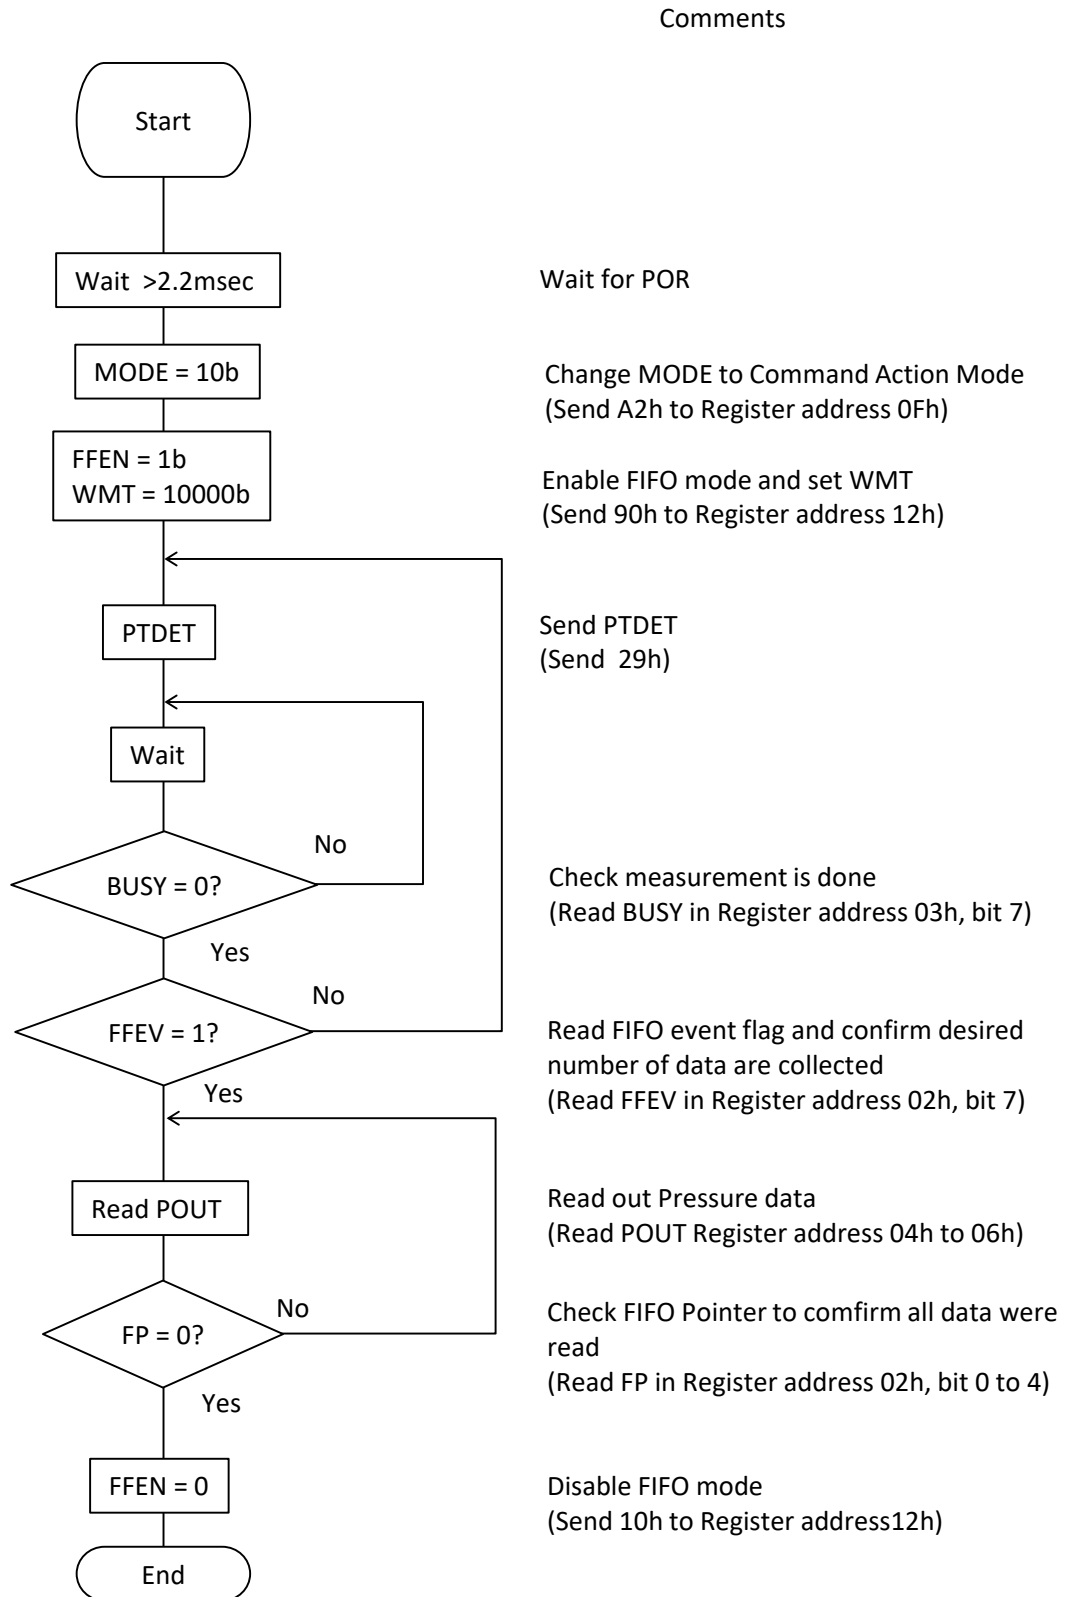 Comments
Start
Wait  >2.2msec
Wait for POR
MODE = 10b
Change MODE to Command Action Mode
(Send A2h to Register address 0Fh)
FFEN = 1b
WMT = 10000b
Enable FIFO mode and set WMT
(Send 90h to Register address 12h)
PTDET
Send PTDET
(Send  29h)
Wait
No
BUSY = 0?
Check measurement is done
(Read BUSY in Register address 03h, bit 7)
Yes
No
FFEV = 1?
Read FIFO event flag and confirm desired
number of data are collected
(Read FFEV in Register address 02h, bit 7)
Yes
Read POUT
Read out Pressure data
(Read POUT Register address 04h to 06h)
No
FP = 0?
Check FIFO Pointer to comfirm all data were
read
(Read FP in Register address 02h, bit 0 to 4)
Yes
FFEN = 0
Disable FIFO mode
(Send 10h to Register address12h)
End